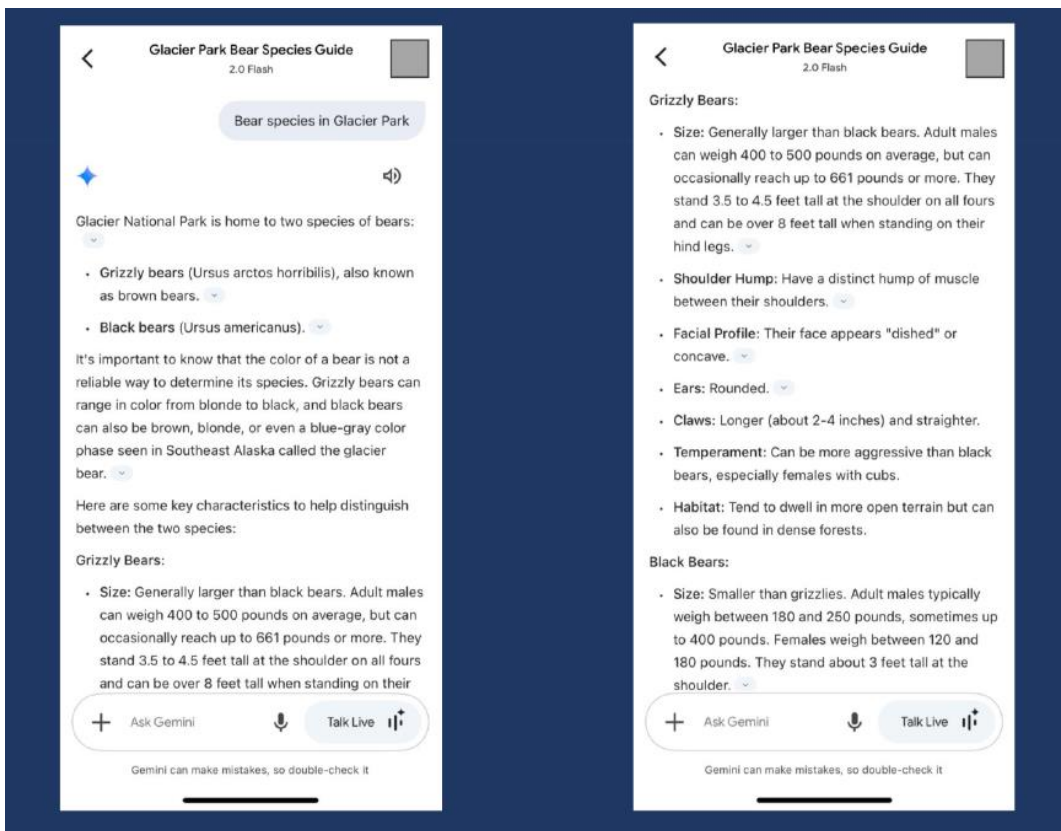 Glacier Park Bear Species Guide
2.0 Flash
Bear species in Glacier Park
Glacier National Park is home to two species of bears:
• Grizzly bears (Ursus arctos horribilis), also known
as brown bears.
• Black bears (Ursus americanus).
It's important to know that the color of a bear is not a
reliable way to determine its species. Grizzly bears can
range in color from blonde to black, and black bears
can also be brown, blonde, or even a blue-gray color
phase seen in Southeast Alaska called the glacier
bear.
Here are some key characteristics to help distinguish
between the two species:
Grizzly Bears:
• Size: Generally larger than black bears. Adult males
can weigh 400 to 500 pounds on average, but can
occasionally reach up to 661 pounds or more. They
stand 3.5 to 4.5 feet tall at the shoulder on all fours
and can be over 8 feet tall when standing on their
Ask Gemini
Talk Live
Gemini can make mistakes, so double-check it
Glacier Park Bear Species Guide
2.0 Flash
Grizzly Bears:
• Size: Generally larger than black bears. Adult males
can weigh 400 to 500 pounds on average, but can
occasionally reach up to 661 pounds or more. They
stand 3.5 to 4.5 feet tall at the shoulder on all fours
and can be over 8 feet tall when standing on their
hind legs.
• Shoulder Hump: Have a distinct hump of muscle
between their shoulders.
• Facial Profile: Their face appears "dished" or
concave.
• Ears: Rounded.
• Claws: Longer (about 2-4 inches) and straighter.
• Temperament: Can be more aggressive than black
bears, especially females with cubs.
• Habitat: Tend to dwell in more open terrain but can
also be found in dense forests.
Black Bears:
• Size: Smaller than grizzlies. Adult males typically
weigh between 180 and 250 pounds, sometimes up
to 400 pounds. Females weigh between 120 and
180 pounds. They stand about 3 feet tall at the
shoulder.
Ask Gemini
Talk Live
Gemini can make mistakes, so double-check it